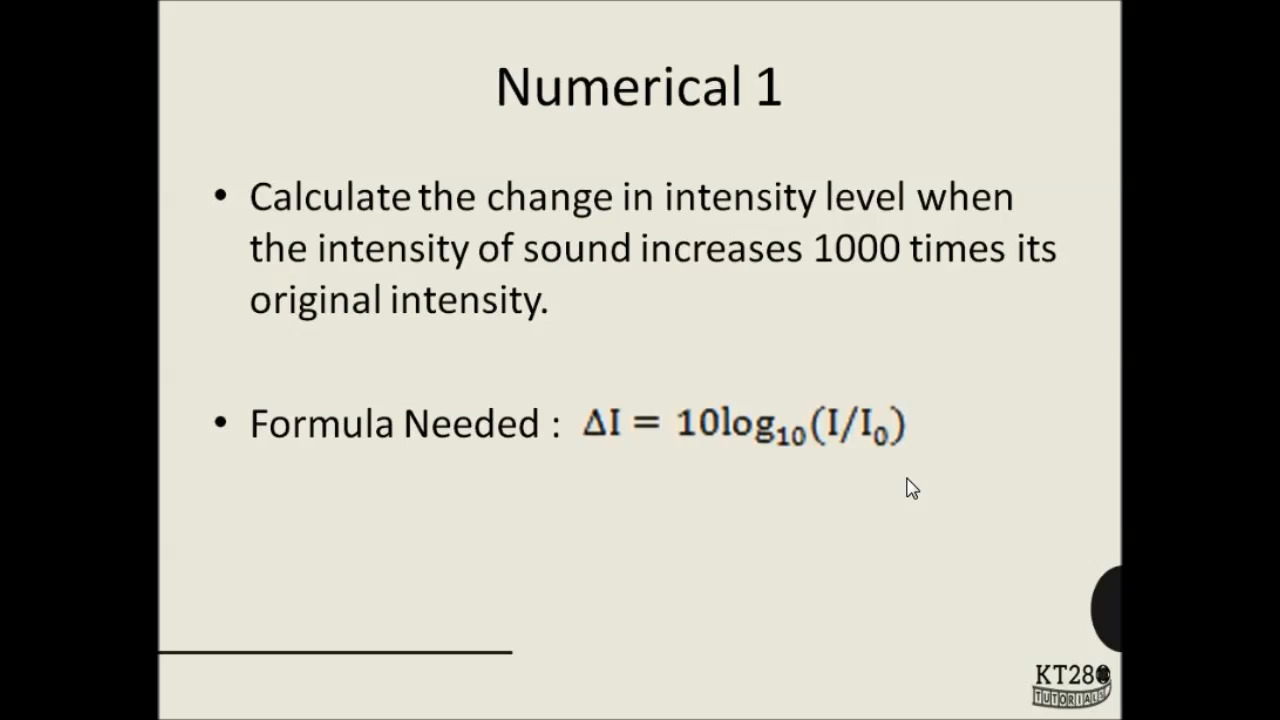 Numerical 1
• Calculate the change in intensity level when
the intensity of sound increases 1000 times its
original intensity.
• Formula Needed : ΔI = 10log₁₀(I/I₀)
KT280
TUTORIALS